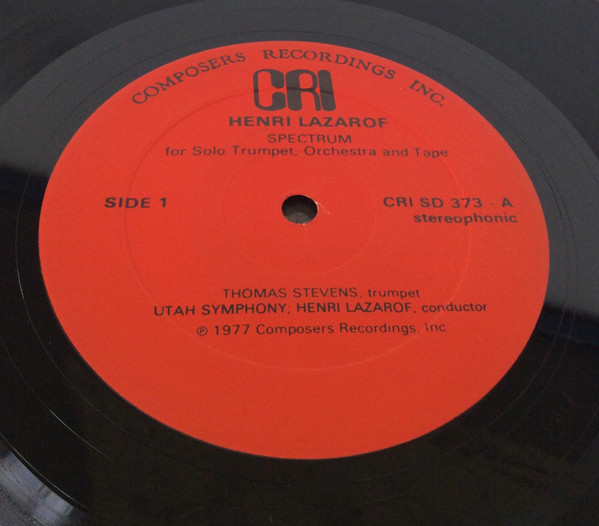 COMPOSERS RECORDINGS INC.
CRI
HENRI LAZAROF
SPECTRUM
for Solo Trumpet, Orchestra and Tape
SIDE 1
CRI SD 373 - A
stereophonic
THOMAS STEVENS, trumpet
UTAH SYMPHONY; HENRI LAZAROF, conductor
℗ 1977 Composers Recordings, Inc.